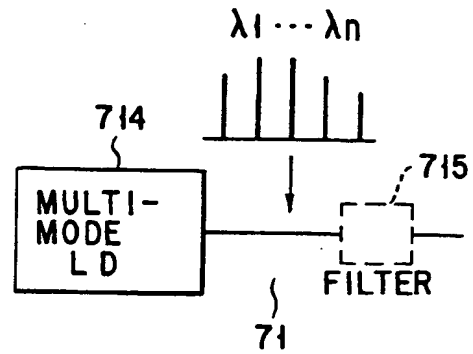 λ1 ··· λn
714
715
MULTI-
MODE
LD
FILTER
71